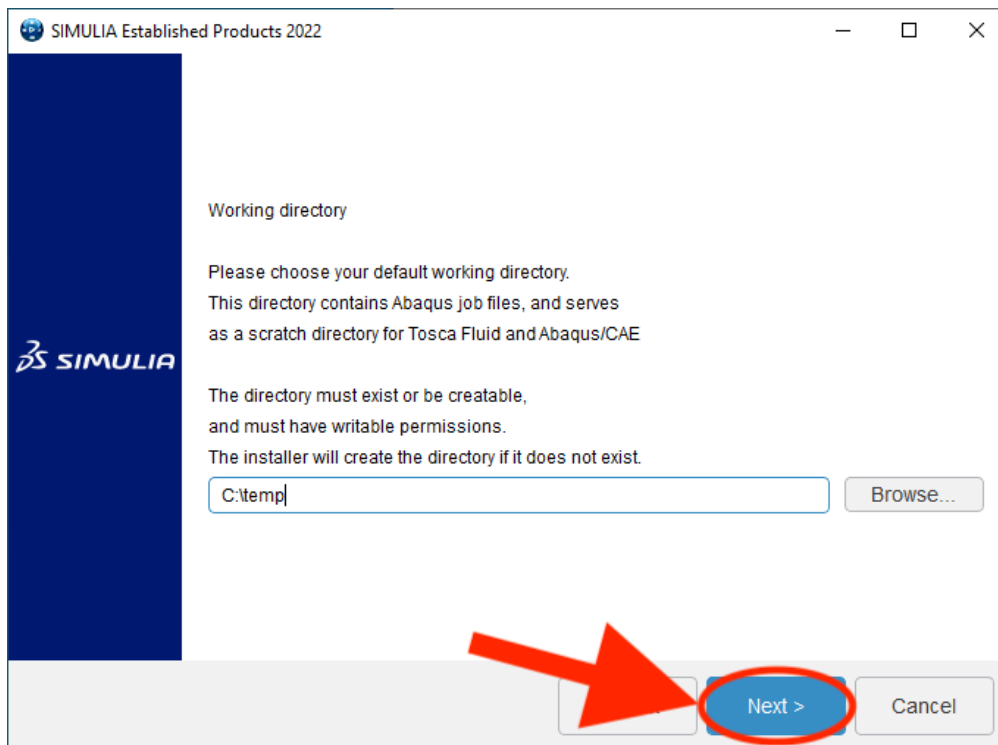 SIMULIA Established Products 2022
Working directory
Please choose your default working directory.
This directory contains Abaqus job files, and serves
as a scratch directory for Tosca Fluid and Abaqus/CAE
DS SIMULIA
The directory must exist or be creatable,
and must have writable permissions.
The installer will create the directory if it does not exist.
C:\temp
Browse...
Next >
Cancel